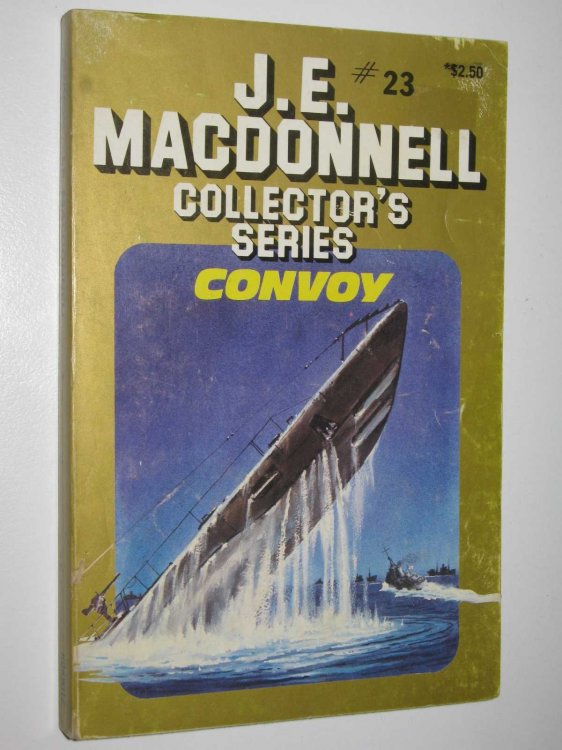 J.E.
# 23
*$2.50
MACDONNELL
COLLECTOR'S
SERIES
CONVOY